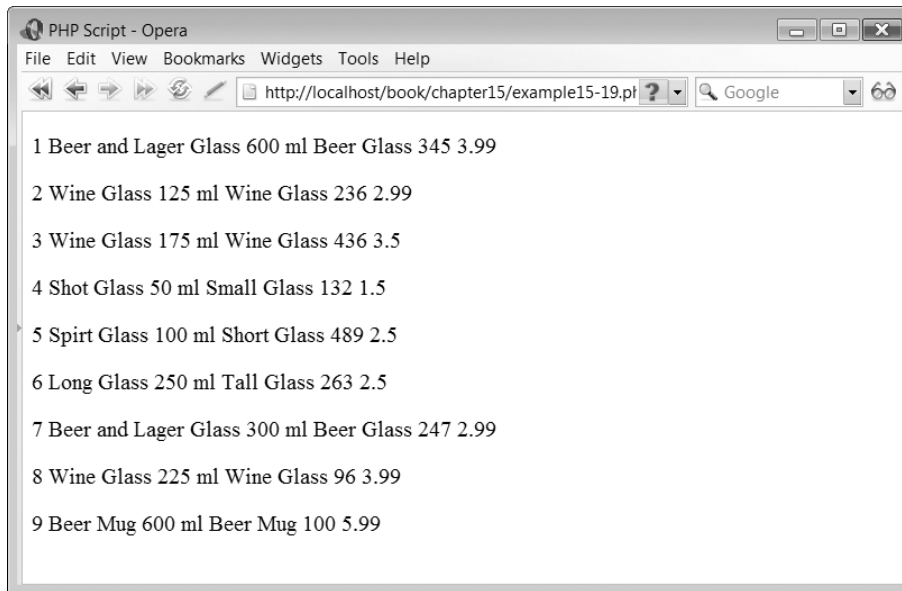 PHP Script - Opera
File Edit View Bookmarks Widgets Tools Help
http://localhost/book/chapter15/example15-19.ph ? Google
1 Beer and Lager Glass 600 ml Beer Glass 345 3.99
2 Wine Glass 125 ml Wine Glass 236 2.99
3 Wine Glass 175 ml Wine Glass 436 3.5
4 Shot Glass 50 ml Small Glass 132 1.5
5 Spirt Glass 100 ml Short Glass 489 2.5
6 Long Glass 250 ml Tall Glass 263 2.5
7 Beer and Lager Glass 300 ml Beer Glass 247 2.99
8 Wine Glass 225 ml Wine Glass 96 3.99
9 Beer Mug 600 ml Beer Mug 100 5.99